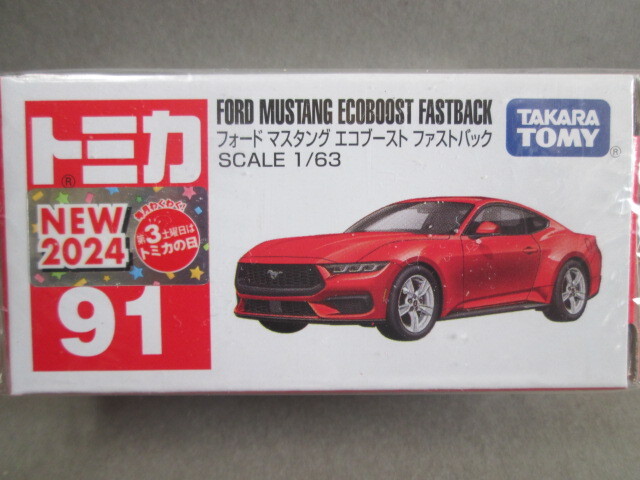 トミカ
®
NEW
2024
毎月わくわく!
第3土曜日は
トミカの日
91
FORD MUSTANG ECOBOOST FASTBACK
フォード マスタング エコブースト ファストバック
SCALE 1/63
TAKARA
TOMY
®